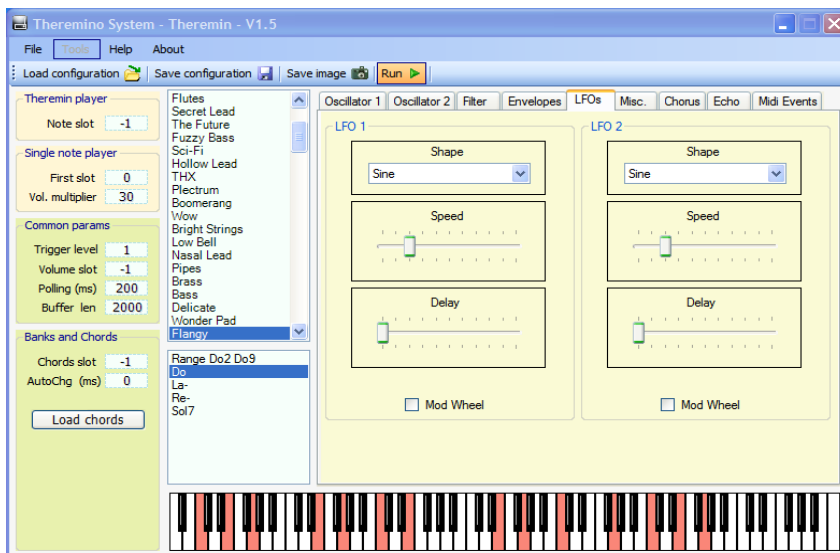 Theremino System - Theremin - V1.5
File Tools Help About
Load configuration Save configuration Save image Run
Theremin player
Note slot -1
Single note player
First slot 0
Vol. multiplier 30
Common params
Trigger level 1
Volume slot -1
Polling (ms) 200
Buffer len 2000
Banks and Chords
Chords slot -1
AutoChg (ms) 0
Load chords
Flutes
Secret Lead
The Future
Fuzzy Bass
Sci-Fi
Hollow Lead
THX
Plectrum
Boomerang
Wow
Bright Strings
Low Bell
Nasal Lead
Pipes
Brass
Bass
Delicate
Wonder Pad
Flangy
Range Do2 Do9
Do
La-
Re-
Sol7
Oscillator 1 Oscillator 2 Filter Envelopes LFOs Misc. Chorus Echo Midi Events
LFO 1
Shape
Sine
Speed
Delay
Mod Wheel
LFO 2
Shape
Sine
Speed
Delay
Mod Wheel